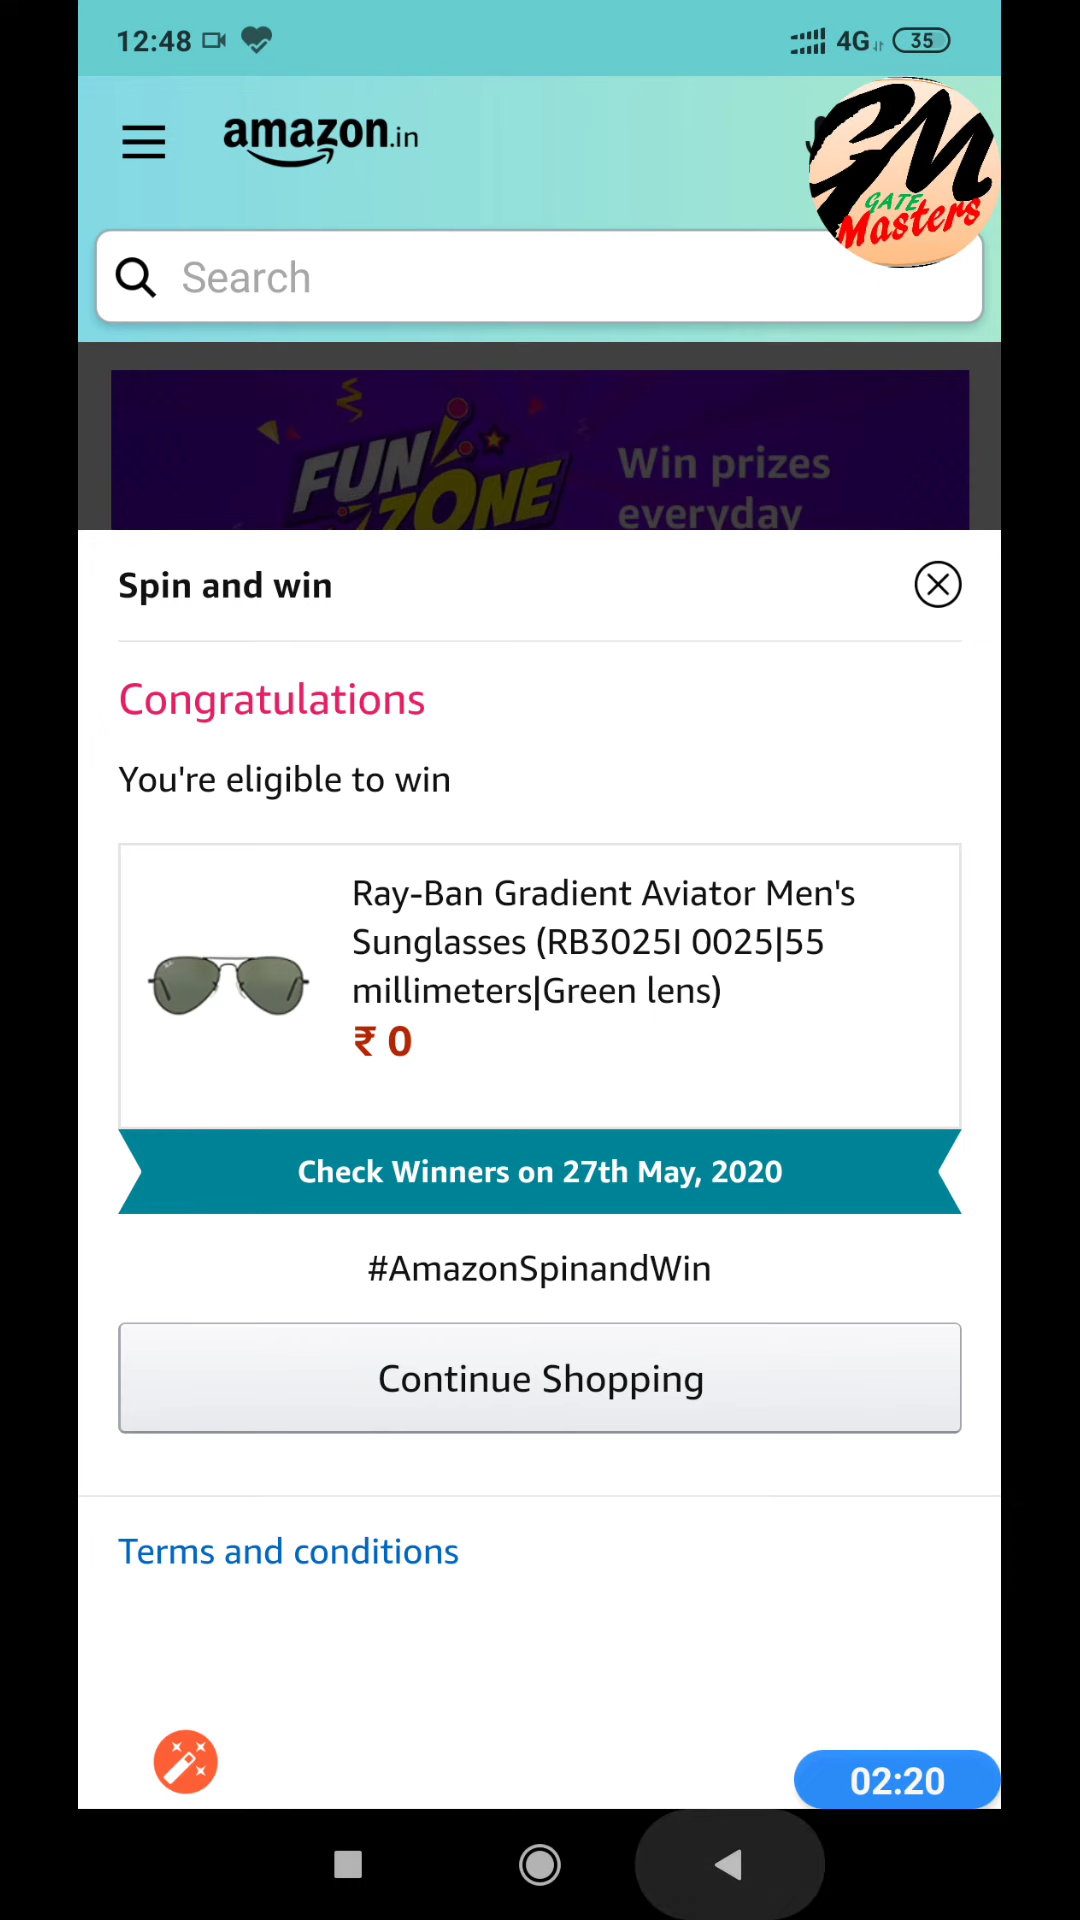 12:48
4G 35
amazon.in
GM
GATE
Masters
Search
FUN
ZONE
Win prizes
everyday
Spin and win
Congratulations
You're eligible to win
Ray-Ban Gradient Aviator Men's
Sunglasses (RB3025I 0025|55
millimeters|Green lens)
₹ 0
Check Winners on 27th May, 2020
#AmazonSpinandWin
Continue Shopping
Terms and conditions
02:20